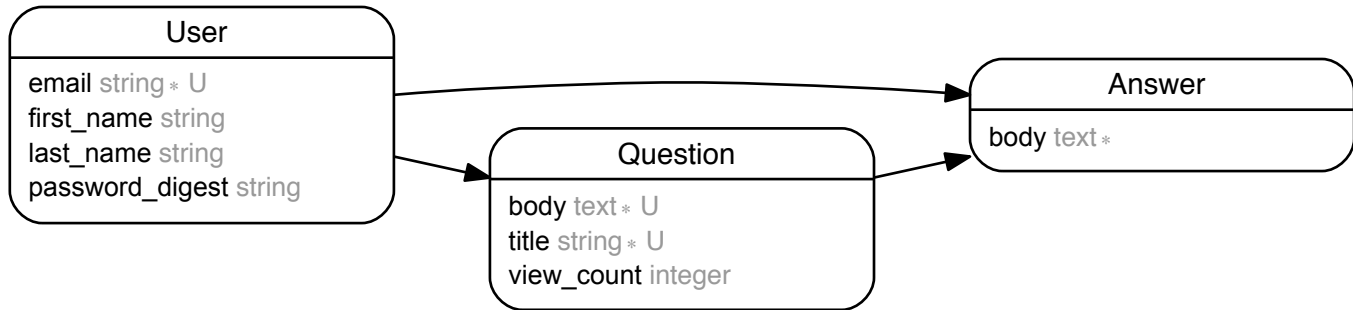 User
email string* U
first_name string
last_name string
password_digest string
Question
body text* U
title string* U
view_count integer
Answer
body text*